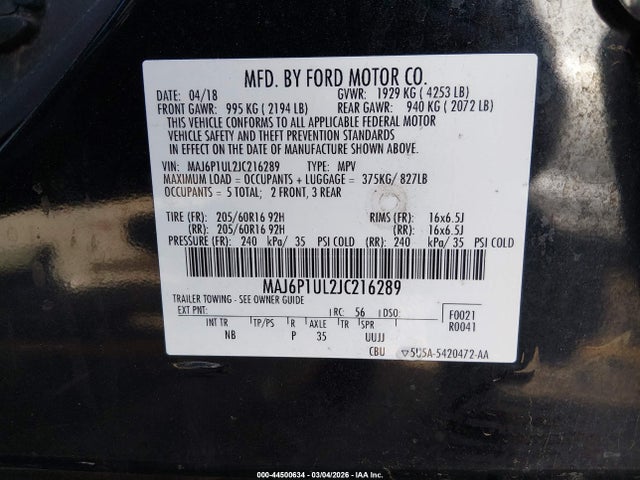 MFD. BY FORD MOTOR CO.
DATE: 04/18 GVWR: 1929 KG ( 4253 LB)
FRONT GAWR: 995 KG ( 2194 LB) REAR GAWR: 940 KG ( 2072 LB)
THIS VEHICLE CONFORMS TO ALL APPLICABLE FEDERAL MOTOR
VEHICLE SAFETY AND THEFT PREVENTION STANDARDS
IN EFFECT ON THE DATE OF MANUFACTURE SHOWN ABOVE.
VIN: MAJ6P1UL2JC216289 TYPE: MPV
MAXIMUM LOAD = OCCUPANTS + LUGGAGE = 375KG/ 827LB
OCCUPANTS = 5 TOTAL; 2 FRONT, 3 REAR
TIRE (FR): 205/60R16 92H RIMS (FR): 16x6.5J
(RR): 205/60R16 92H (RR): 16x6.5J
PRESSURE (FR): 240 kPa/ 35 PSI COLD (RR): 240 kPa/ 35 PSI COLD
MAJ6P1UL2JC216289
TRAILER TOWING - SEE OWNER GUIDE
EXT PNT: RC: 56 DSO: F0021
INT TR TP/PS R AXLE TR SPR R0041
NB P 35 UUJJ
CBU 5U5A-5420472-AA
000-44500634 - 03/04/2026 - IAA Inc.